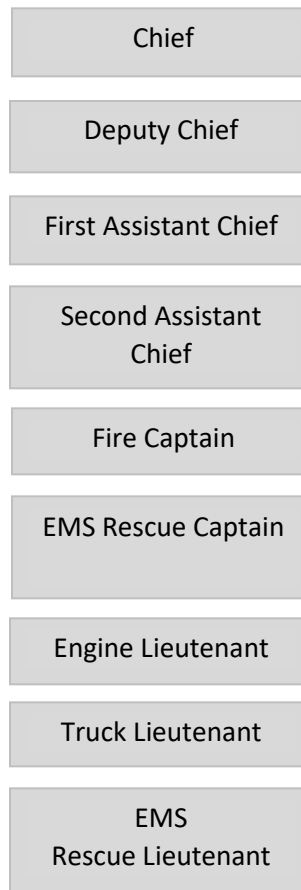 Chief
Deputy Chief
First Assistant Chief
Second Assistant
Chief
Fire Captain
EMS Rescue Captain
Engine Lieutenant
Truck Lieutenant
EMS
Rescue Lieutenant